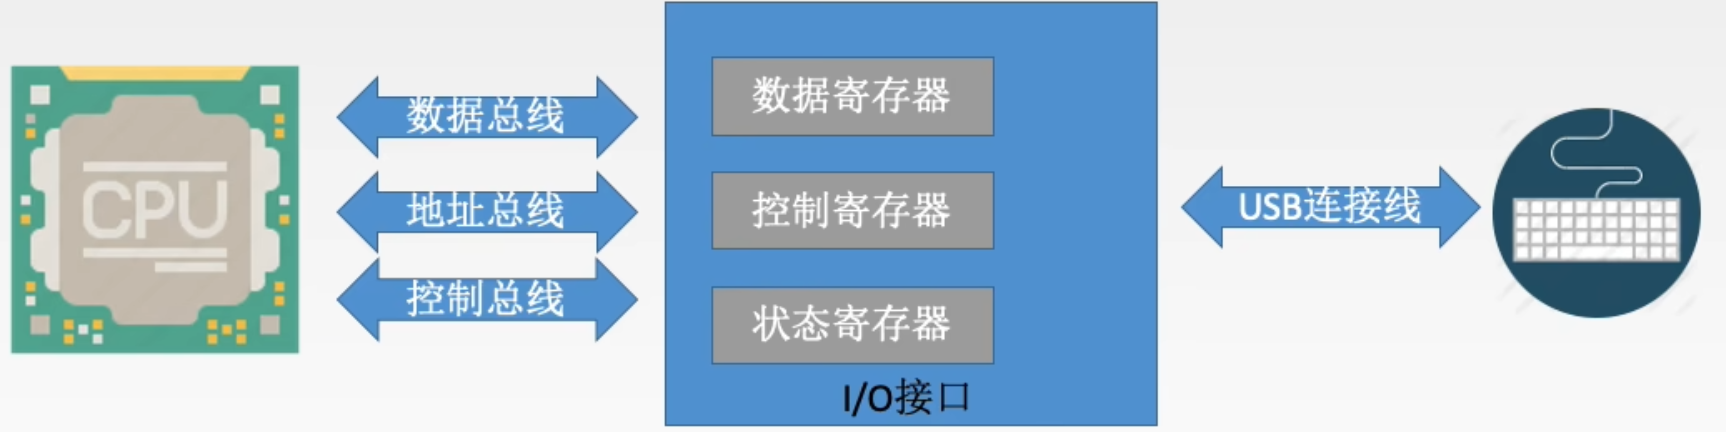 CPU
数据总线
地址总线
控制总线
数据寄存器
控制寄存器
状态寄存器
I/O接口
USB连接线